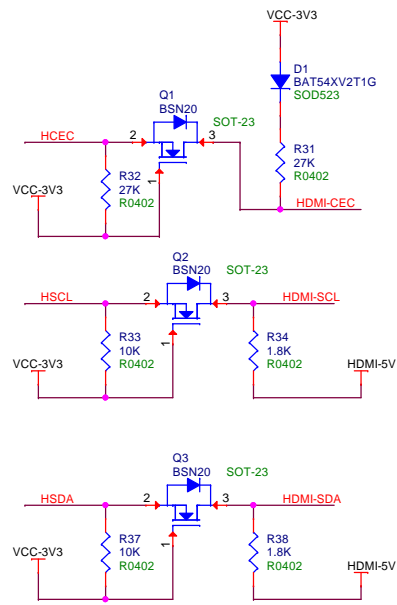 VCC-3V3
D1
BAT54XV2T1G
SOD523
Q1
BSN20
SOT-23
HCEC
2
3
1
R32
27K
R0402
R31
27K
R0402
VCC-3V3
HDMI-CEC
Q2
BSN20
SOT-23
HSCL
2
3
HDMI-SCL
1
R33
10K
R0402
R34
1.8K
R0402
VCC-3V3
HDMI-5V
Q3
BSN20
SOT-23
HSDA
2
3
HDMI-SDA
1
R37
10K
R0402
R38
1.8K
R0402
VCC-3V3
HDMI-5V